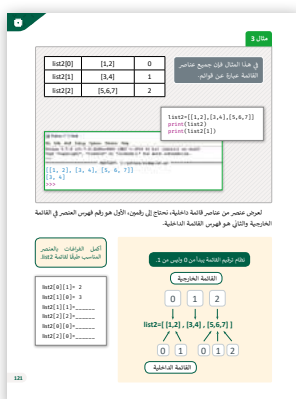 مثال 3
في هذا المثال فإن جميع عناصر
القائمة عبارة عن قوائم.
list2[0] [1,2] 0
list2[1] [3,4] 1
list2[2] [5,6,7] 2
list2=[[1,2],[3,4],[5,6,7]]
print(list2)
print(list2[1])
[[1, 2], [3, 4], [5, 6, 7]]
[3, 4]
>>>
لعرض عنصر من عناصر قائمة داخلية، نحتاج إلى رقمين، الأول هو رقم فهرس العنصر في القائمة
الخارجية والثاني هو فهرس القائمة الداخلية.
نظام ترقيم القائمة يبدأ من 0 وليس من 1.
القائمة الخارجية
0 1 2
list2=[ [1,2] , [3,4] , [5,6,7] ]
0 1 0 1 2
القائمة الداخلية
أكمل الفراغات بالعنصر
المناسب طبقًا لقائمة list2.
list2[0][1]= 2
list2[1][0]= 3
list2[1][1]=______
list2[2][2]=______
list2[0][0]=______
list2[2][0]=______
list2[2][1]=______
121